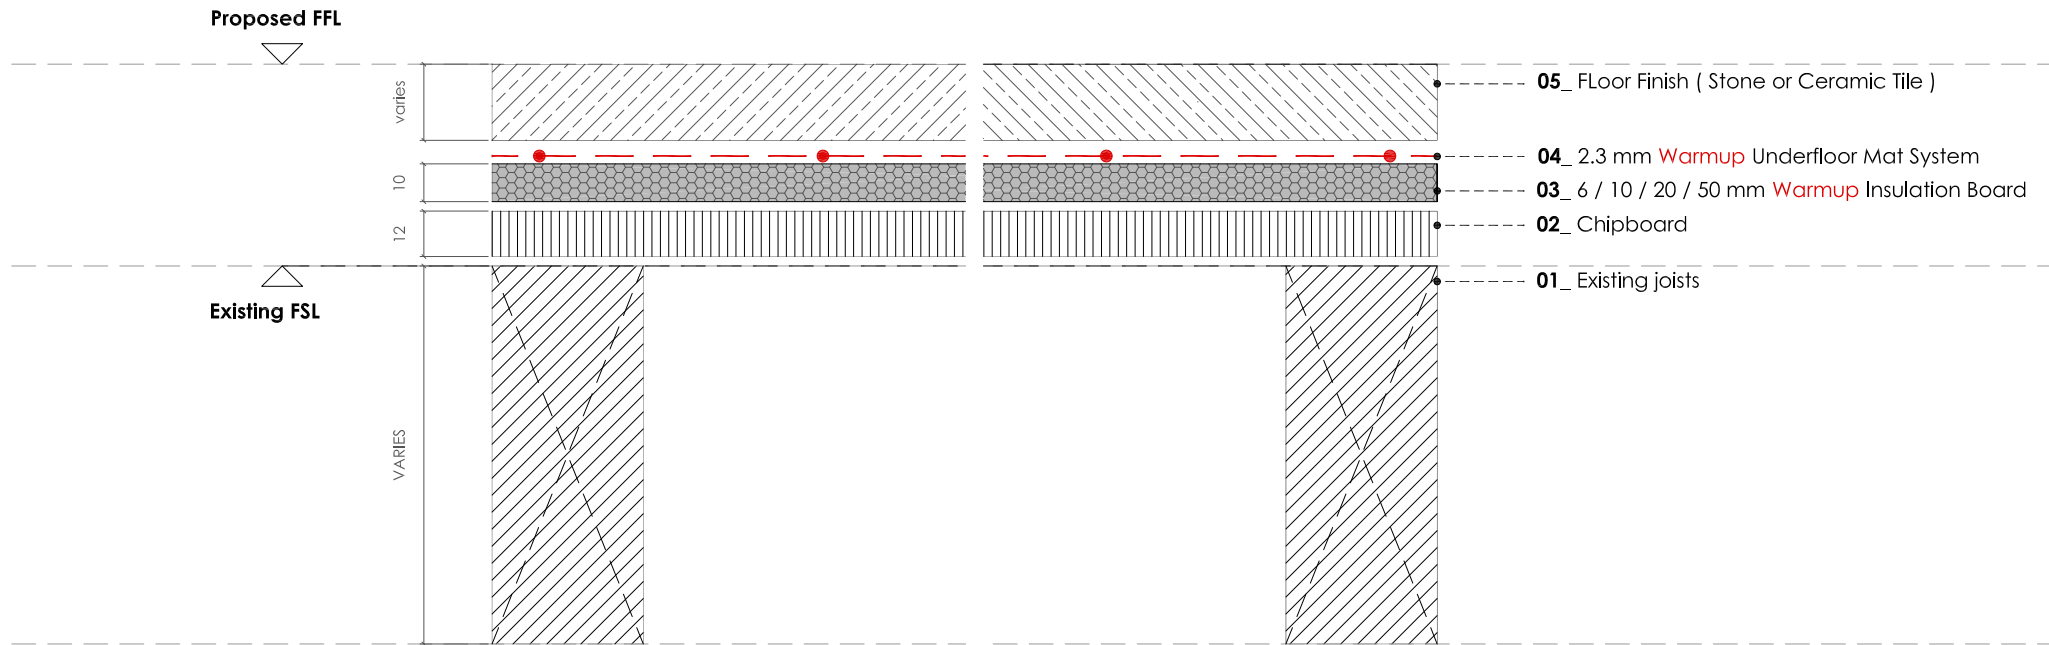 Proposed FFL
varies
05_ FLoor Finish ( Stone or Ceramic Tile )
04_ 2.3 mm Warmup Underfloor Mat System
10
03_ 6 / 10 / 20 / 50 mm Warmup Insulation Board
12
02_ Chipboard
01_ Existing joists
Existing FSL
VARIES